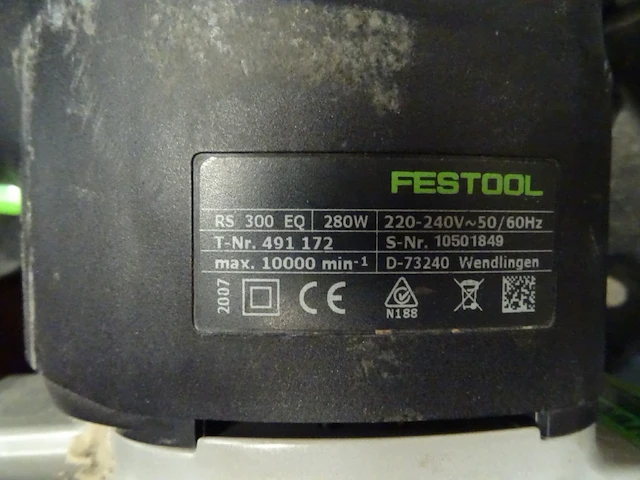 FESTOOL
RS 300 EQ 280W 220-240V~50/60Hz
T-Nr. 491 172 S-Nr. 10501849
max. 10000 min-1 D-73240 Wendlingen
2007 CE N188